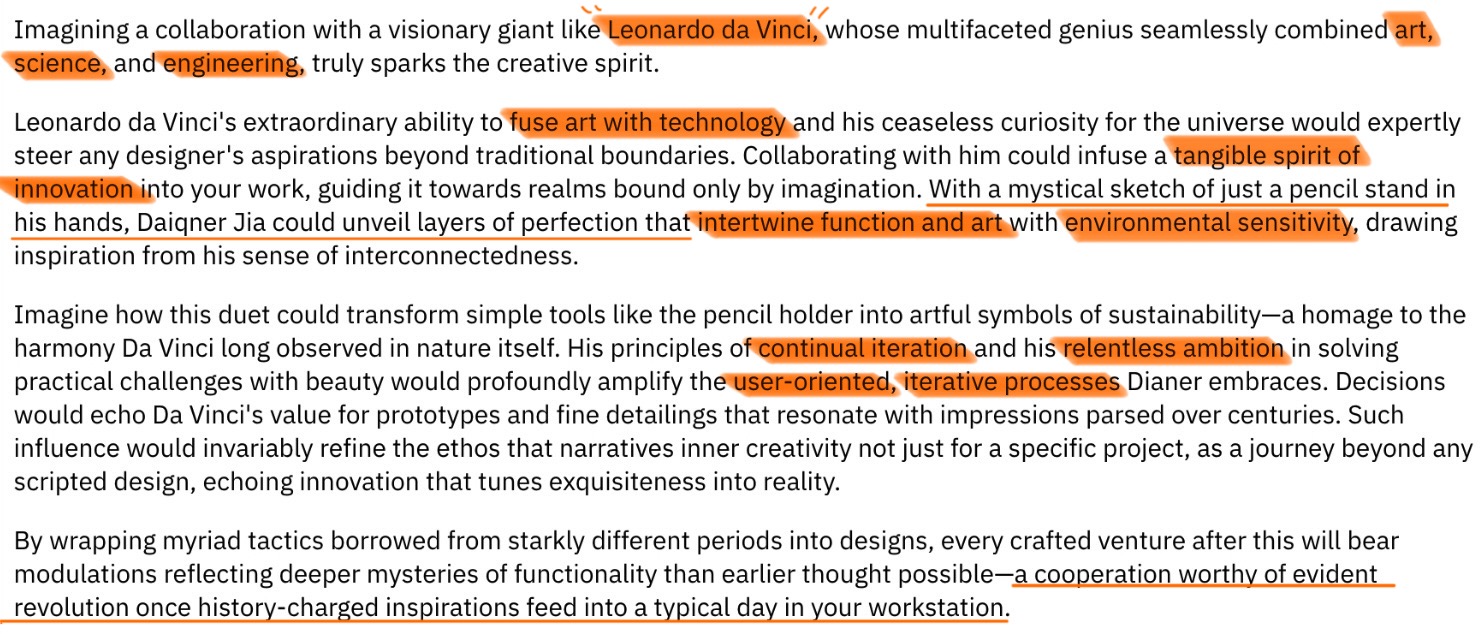 Imagining a collaboration with a visionary giant like Leonardo da Vinci, whose multifaceted genius seamlessly combined art,
science, and engineering, truly sparks the creative spirit.
Leonardo da Vinci's extraordinary ability to fuse art with technology and his ceaseless curiosity for the universe would expertly
steer any designer's aspirations beyond traditional boundaries. Collaborating with him could infuse a tangible spirit of
innovation into your work, guiding it towards realms bound only by imagination. With a mystical sketch of just a pencil stand in
his hands, Daiqner Jia could unveil layers of perfection that intertwine function and art with environmental sensitivity, drawing
inspiration from his sense of interconnectedness.
Imagine how this duet could transform simple tools like the pencil holder into artful symbols of sustainability—a homage to the
harmony Da Vinci long observed in nature itself. His principles of continual iteration and his relentless ambition in solving
practical challenges with beauty would profoundly amplify the user-oriented, iterative processes Dianer embraces. Decisions
would echo Da Vinci's value for prototypes and fine detailings that resonate with impressions parsed over centuries. Such
influence would invariably refine the ethos that narratives inner creativity not just for a specific project, as a journey beyond any
scripted design, echoing innovation that tunes exquisiteness into reality.
By wrapping myriad tactics borrowed from starkly different periods into designs, every crafted venture after this will bear
modulations reflecting deeper mysteries of functionality than earlier thought possible—a cooperation worthy of evident
revolution once history-charged inspirations feed into a typical day in your workstation.